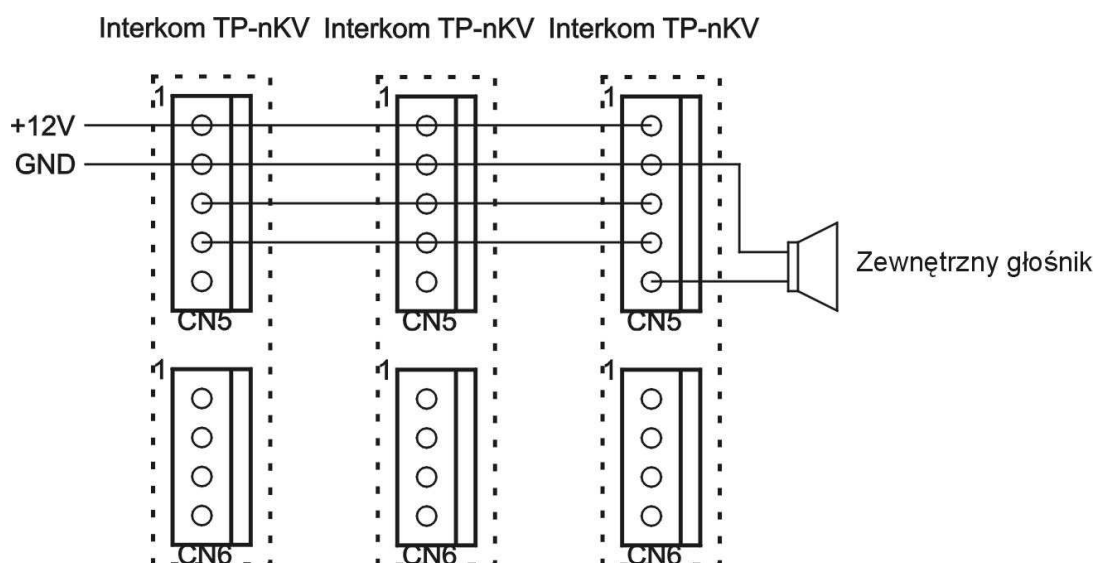 Interkom TP-nKV Interkom TP-nKV Interkom TP-nKV
1 1 1
+12V
GND
Zewnętrzny głośnik
CN5 CN5 CN5
1 1 1
CN6 CN6 CN6